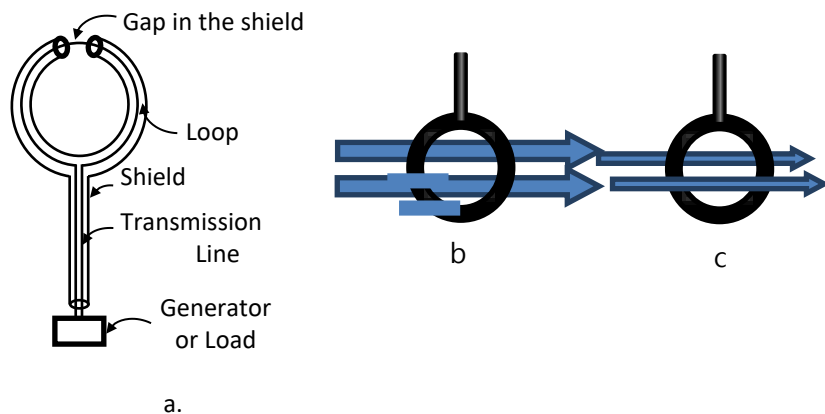 Gap in the shield
Loop
Shield
Transmission
Line
Generator
or Load
a.
b
c